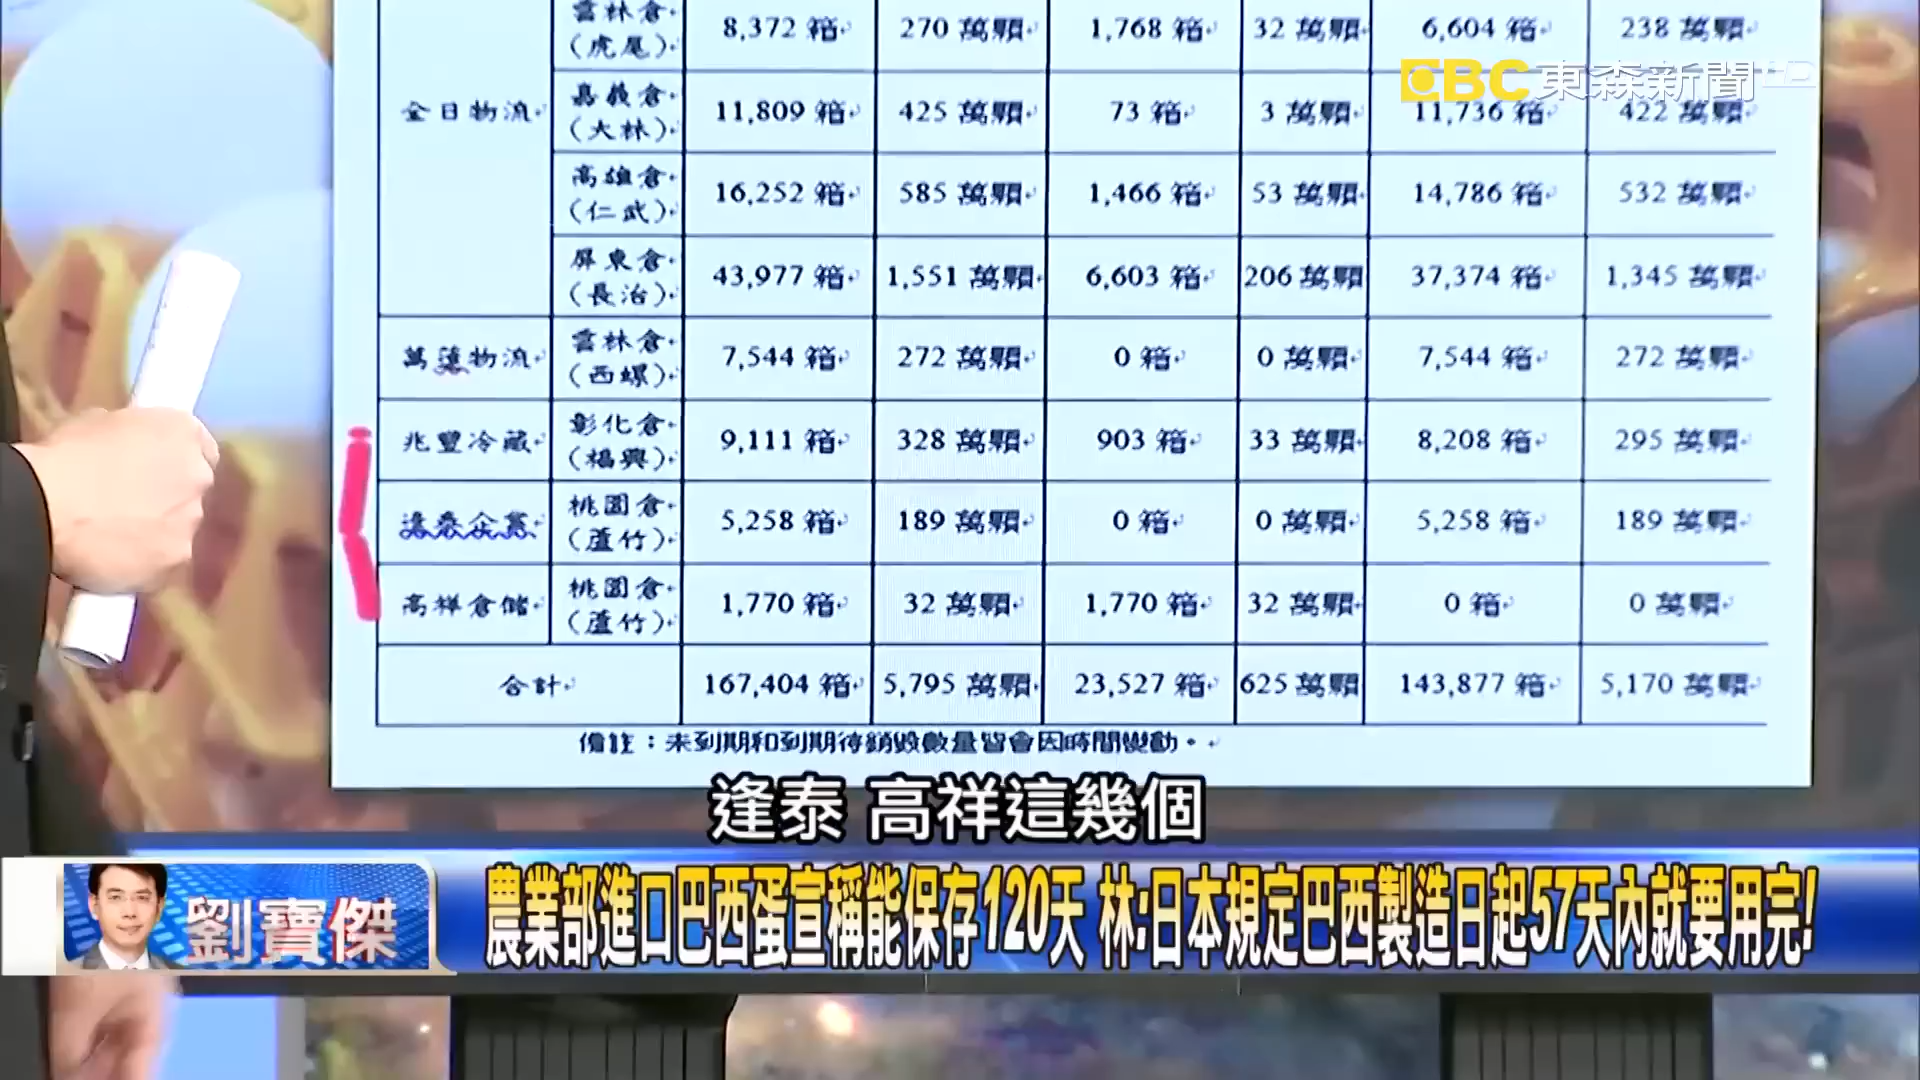 雲林倉 8,372 箱 270 萬顆 1,768 箱 32 萬顆 6,604 箱 238 萬顆
(虎尾)
EBC 東森新聞 HD
全日物流 嘉義倉 11,809 箱 425 萬顆 73 箱 3 萬顆 11,736 箱 422 萬顆
(大林)
高雄倉 16,252 箱 585 萬顆 1,466 箱 53 萬顆 14,786 箱 532 萬顆
(仁武)
屏東倉 43,977 箱 1,551 萬顆 6,603 箱 206 萬顆 37,374 箱 1,345 萬顆
(長治)
萬蓮物流 雲林倉 7,544 箱 272 萬顆 0 箱 0 萬顆 7,544 箱 272 萬顆
(西螺)
兆豐冷藏 彰化倉 9,111 箱 328 萬顆 903 箱 33 萬顆 8,208 箱 295 萬顆
(楊興)
逢泰企業 桃園倉 5,258 箱 189 萬顆 0 箱 0 萬顆 5,258 箱 189 萬顆
(蘆竹)
高祥倉儲 桃園倉 1,770 箱 32 萬顆 1,770 箱 32 萬顆 0 箱 0 萬顆
(蘆竹)
合計 167,404 箱 5,795 萬顆 23,527 箱 625 萬顆 143,877 箱 5,170 萬顆
備註：未到期和到期待銷毀數量皆會因時間變動。
逢泰 高祥這幾個
劉寶傑
農業部進口巴西蛋宣稱能保存120天 林:日本規定巴西製造日起57天內就要用完!